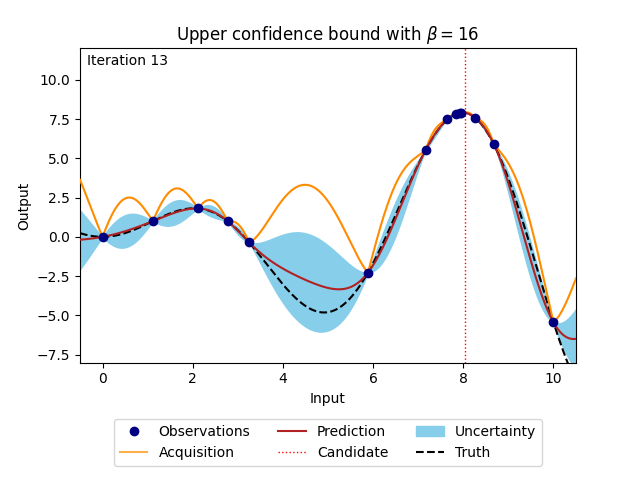 Upper confidence bound with β = 16
Iteration 13
10.0
7.5
5.0
2.5
0.0
−2.5
−5.0
−7.5
Output
0 2 4 6 8 10
Input
Observations Prediction Uncertainty
Acquisition Candidate Truth